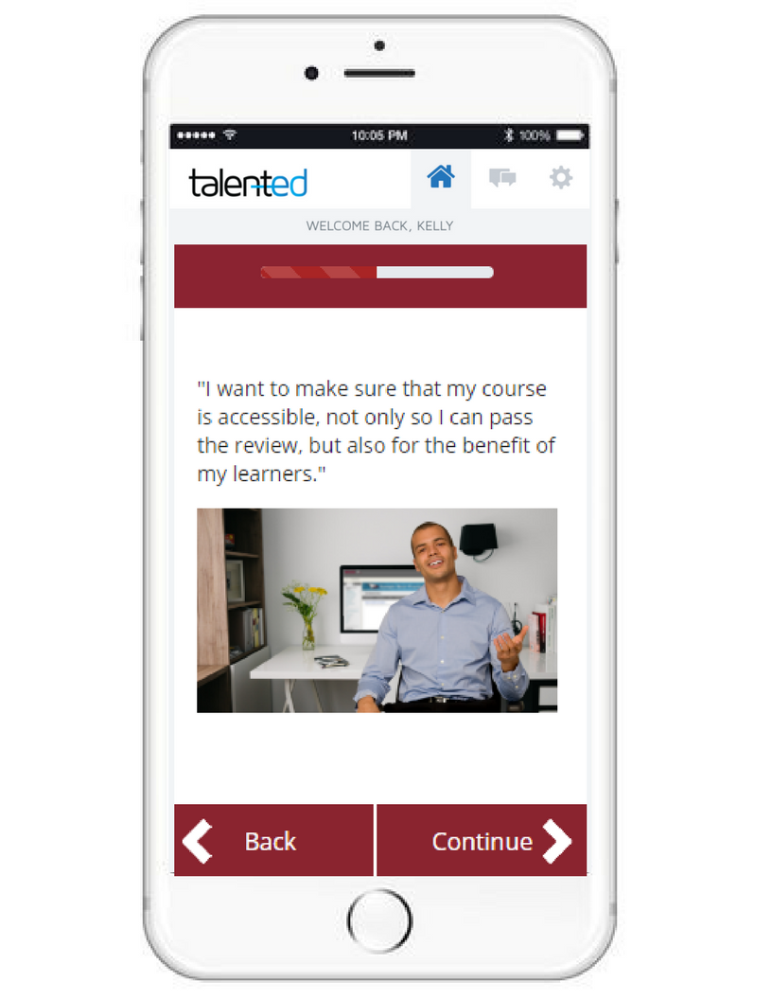 10:05 PM
100%
talented
WELCOME BACK, KELLY
"I want to make sure that my course
is accessible, not only so I can pass
the review, but also for the benefit of
my learners."
Back
Continue